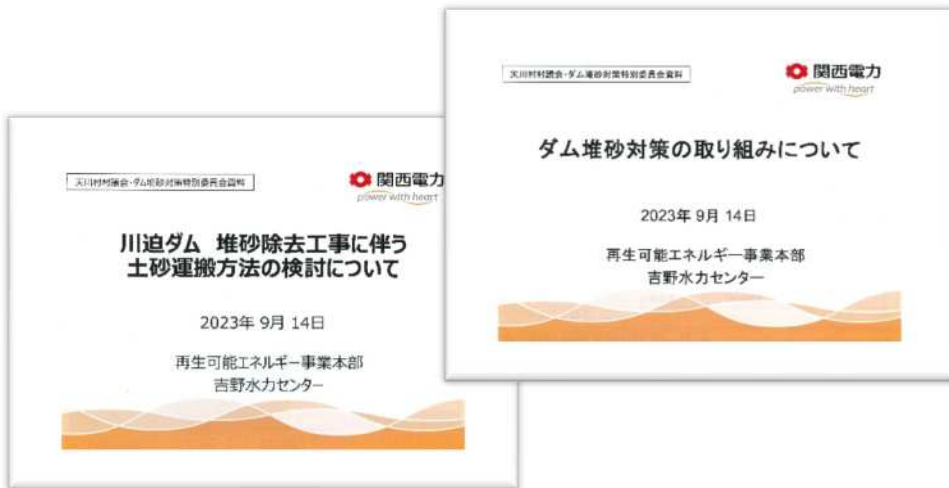 天川村村議会・ダム堆砂対策特別委員会資料
関西電力
power with heart
川迫ダム 堆砂除去工事に伴う
土砂運搬方法の検討について
2023年 9月 14日
再生可能エネルギー事業本部
吉野水力センター
天川村村議会・ダム堆砂対策特別委員会資料
関西電力
power with heart
ダム堆砂対策の取り組みについて
2023年 9月 14日
再生可能エネルギー事業本部
吉野水力センター